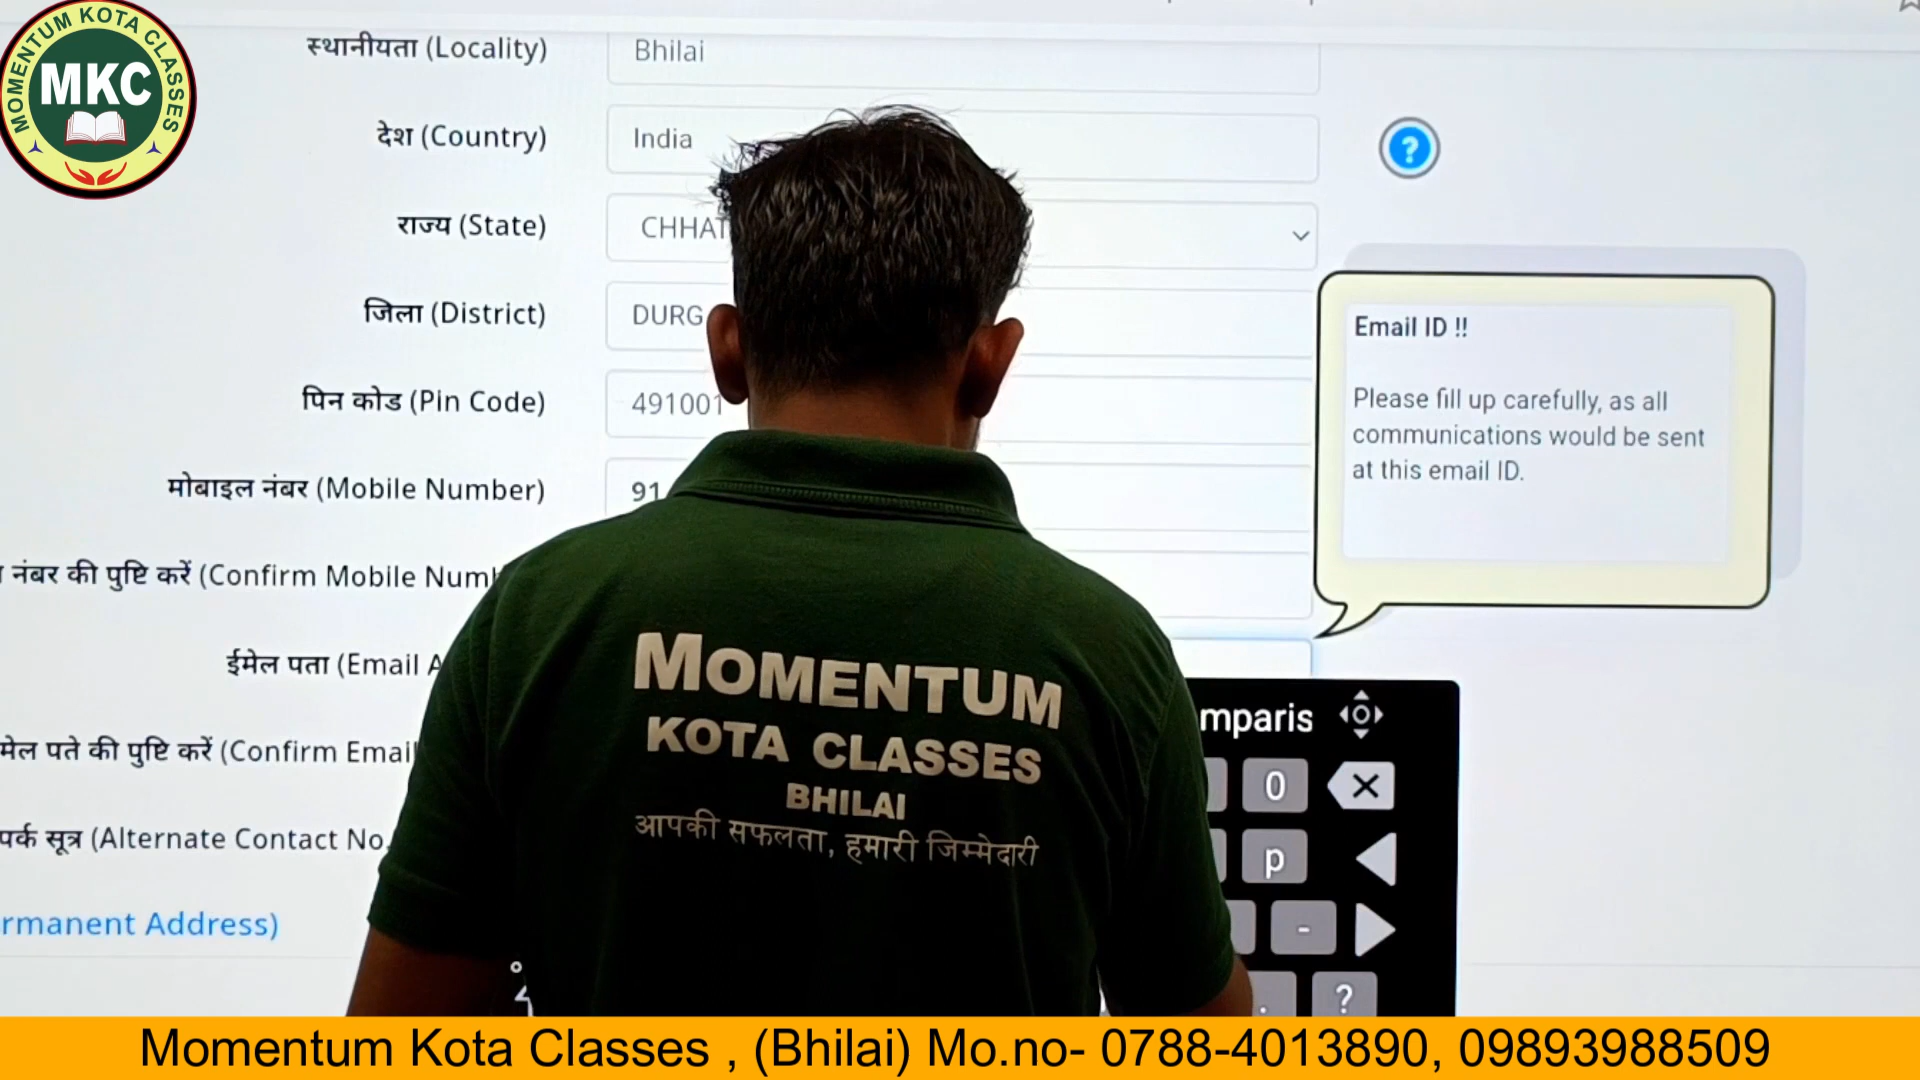 MOMENTUM KOTA CLASSES
MKC
स्थानीयता (Locality) Bhilai
देश (Country) India
?
राज्य (State) CHHAT
जिला (District) DURG
पिन कोड (Pin Code) 491001
मोबाइल नंबर (Mobile Number) 91
नंबर की पुष्टि करें (Confirm Mobile Num
ईमेल पता (Email A
मेल पते की पुष्टि करें (Confirm Email
पर्क सूत्र (Alternate Contact No.
rmanent Address)
Email ID !!
Please fill up carefully, as all
communications would be sent
at this email ID.
MOMENTUM
KOTA CLASSES
BHILAI
आपकी सफलता, हमारी जिम्मेदारी
mparis
0
p
-
. ?
Momentum Kota Classes , (Bhilai) Mo.no- 0788-4013890, 09893988509